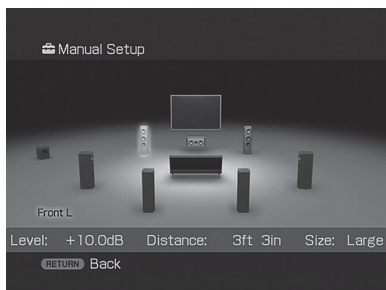 Manual Setup
Front L
Level: +10.0dB Distance: 3ft 3in Size: Large
RETURN Back